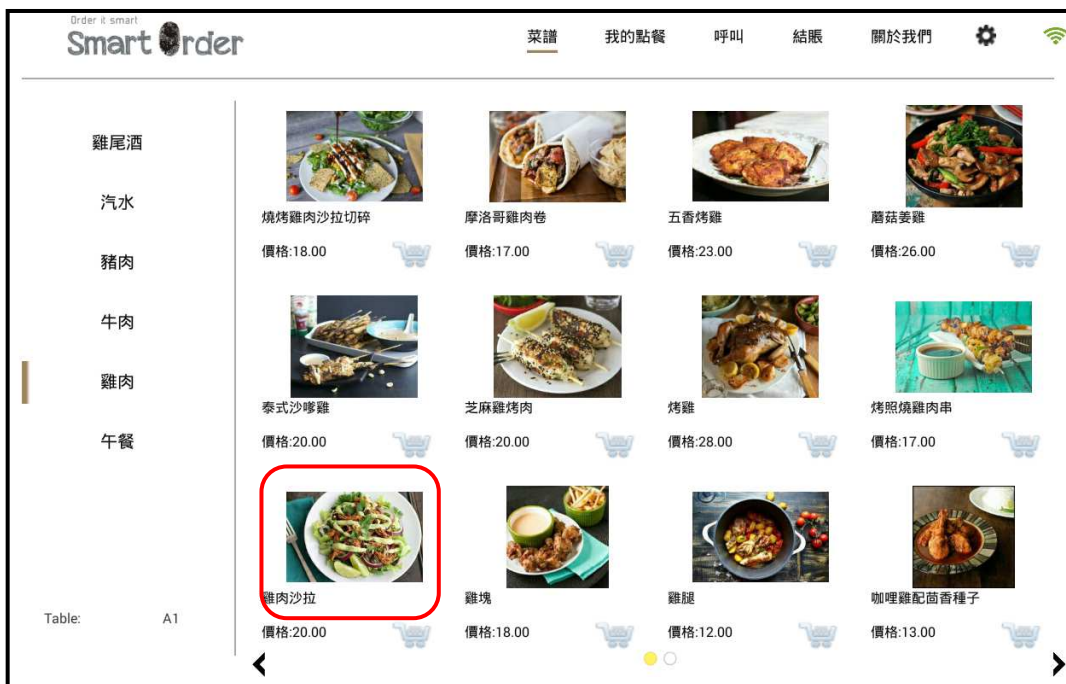 Order it smart
Smart Order
菜譜 我的點餐 呼叫 結賬 關於我們
雞尾酒
汽水
豬肉
牛肉
雞肉
午餐
Table: A1
燒烤雞肉沙拉切碎 摩洛哥雞肉卷 五香烤雞 蘑菇姜雞
價格:18.00 價格:17.00 價格:23.00 價格:26.00
泰式沙嗲雞 芝麻雞烤肉 烤雞 烤照燒雞肉串
價格:20.00 價格:20.00 價格:28.00 價格:17.00
雞肉沙拉 雞塊 雞腿 咖哩雞配茴香種子
價格:20.00 價格:18.00 價格:12.00 價格:13.00